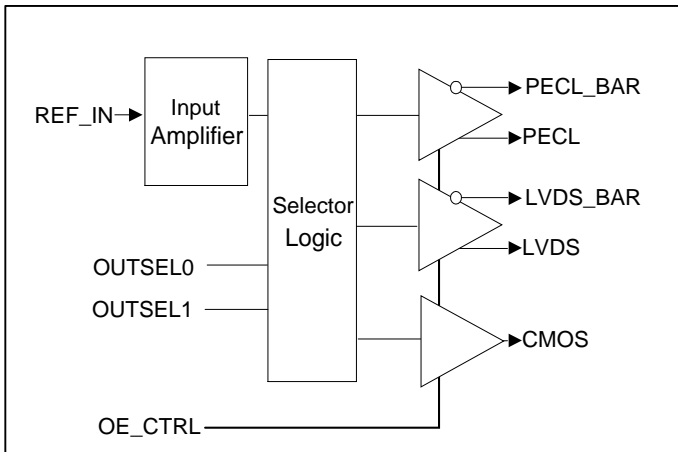 REF_IN
Input
Amplifier
Selector
Logic
OUTSEL0
OUTSEL1
OE_CTRL
PECL_BAR
PECL
LVDS_BAR
LVDS
CMOS